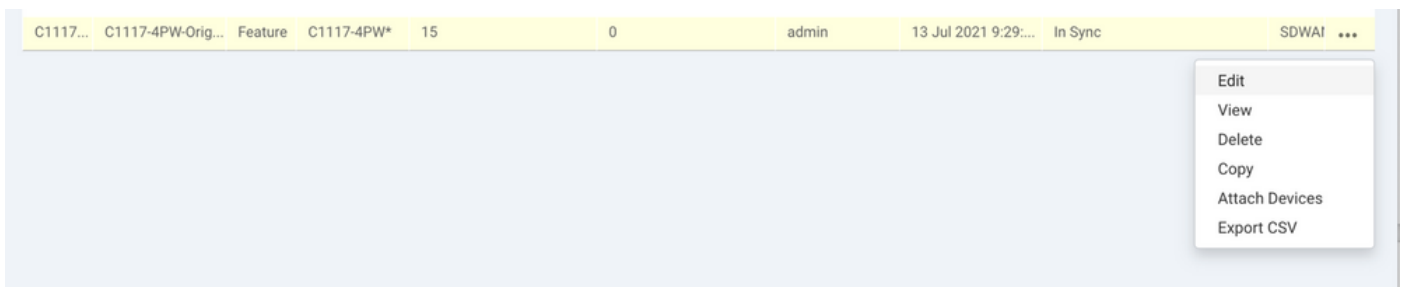 C1117... C1117-4PW-Orig... Feature C1117-4PW* 15 0 admin 13 Jul 2021 9:29:... In Sync SDWAN ...
Edit
View
Delete
Copy
Attach Devices
Export CSV